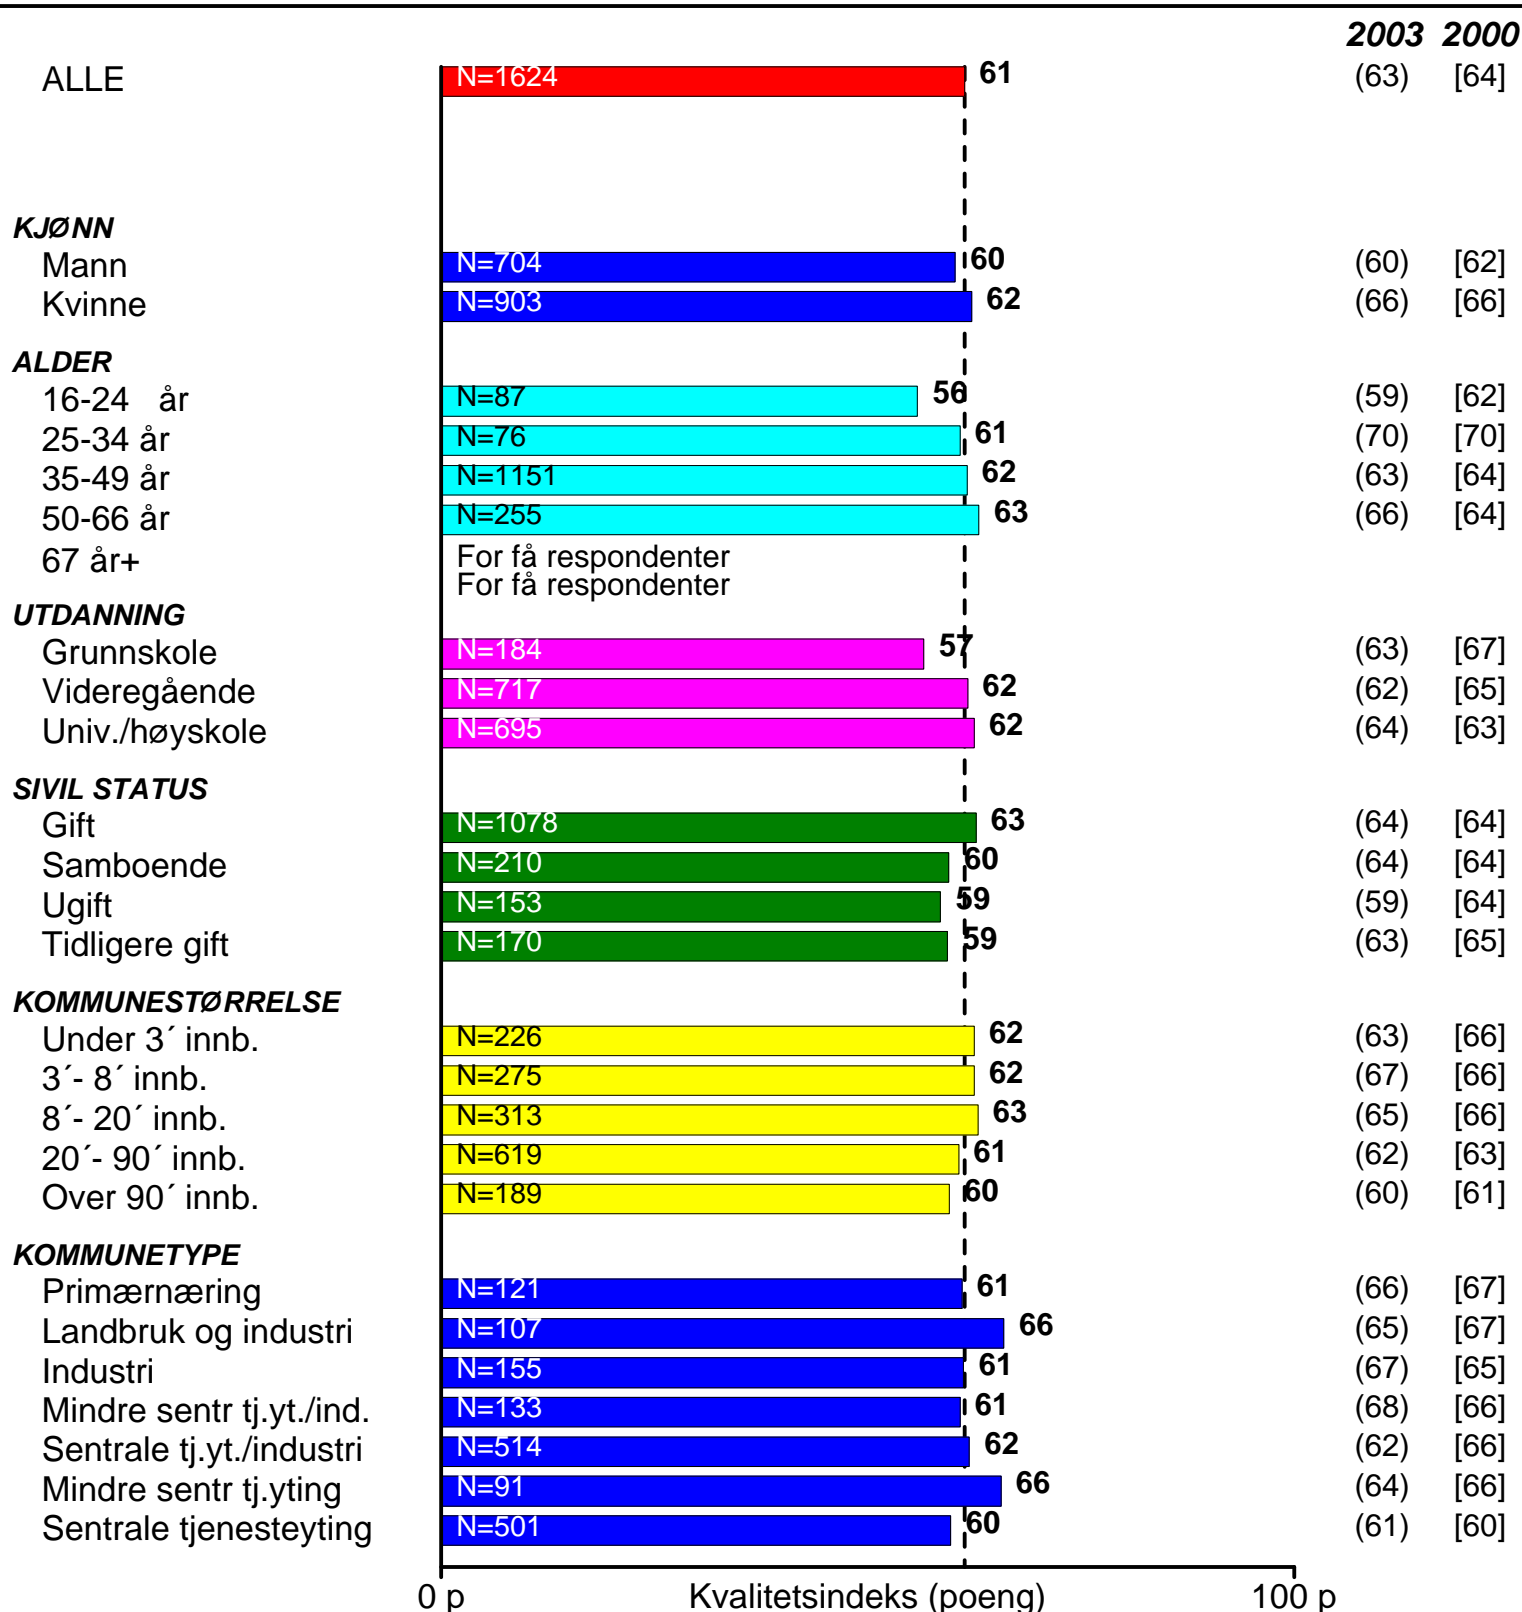 2003 2000
ALLE N=1624 61 (63) [64]
KJØNN
Mann N=704 60 (60) [62]
Kvinne N=903 62 (66) [66]
ALDER
16-24 år N=87 56 (59) [62]
25-34 år N=76 61 (70) [70]
35-49 år N=1151 62 (63) [64]
50-66 år N=255 63 (66) [64]
67 år+ For få respondenter
For få respondenter
UTDANNING
Grunnskole N=184 57 (63) [67]
Videregående N=717 62 (62) [65]
Univ./høyskole N=695 62 (64) [63]
SIVIL STATUS
Gift N=1078 63 (64) [64]
Samboende N=210 60 (64) [64]
Ugift N=153 59 (59) [64]
Tidligere gift N=170 59 (63) [65]
KOMMUNESTØRRELSE
Under 3´ innb. N=226 62 (63) [66]
3´- 8´ innb. N=275 62 (67) [66]
8´- 20´ innb. N=313 63 (65) [66]
20´- 90´ innb. N=619 61 (62) [63]
Over 90´ innb. N=189 60 (60) [61]
KOMMUNETYPE
Primærnæring N=121 61 (66) [67]
Landbruk og industri N=107 66 (65) [67]
Industri N=155 61 (67) [65]
Mindre sentr tj.yt./ind. N=133 61 (68) [66]
Sentrale tj.yt./industri N=514 62 (62) [66]
Mindre sentr tj.yting N=91 66 (64) [66]
Sentrale tjenesteyting N=501 60 (61) [60]
0 p Kvalitetsindeks (poeng) 100 p